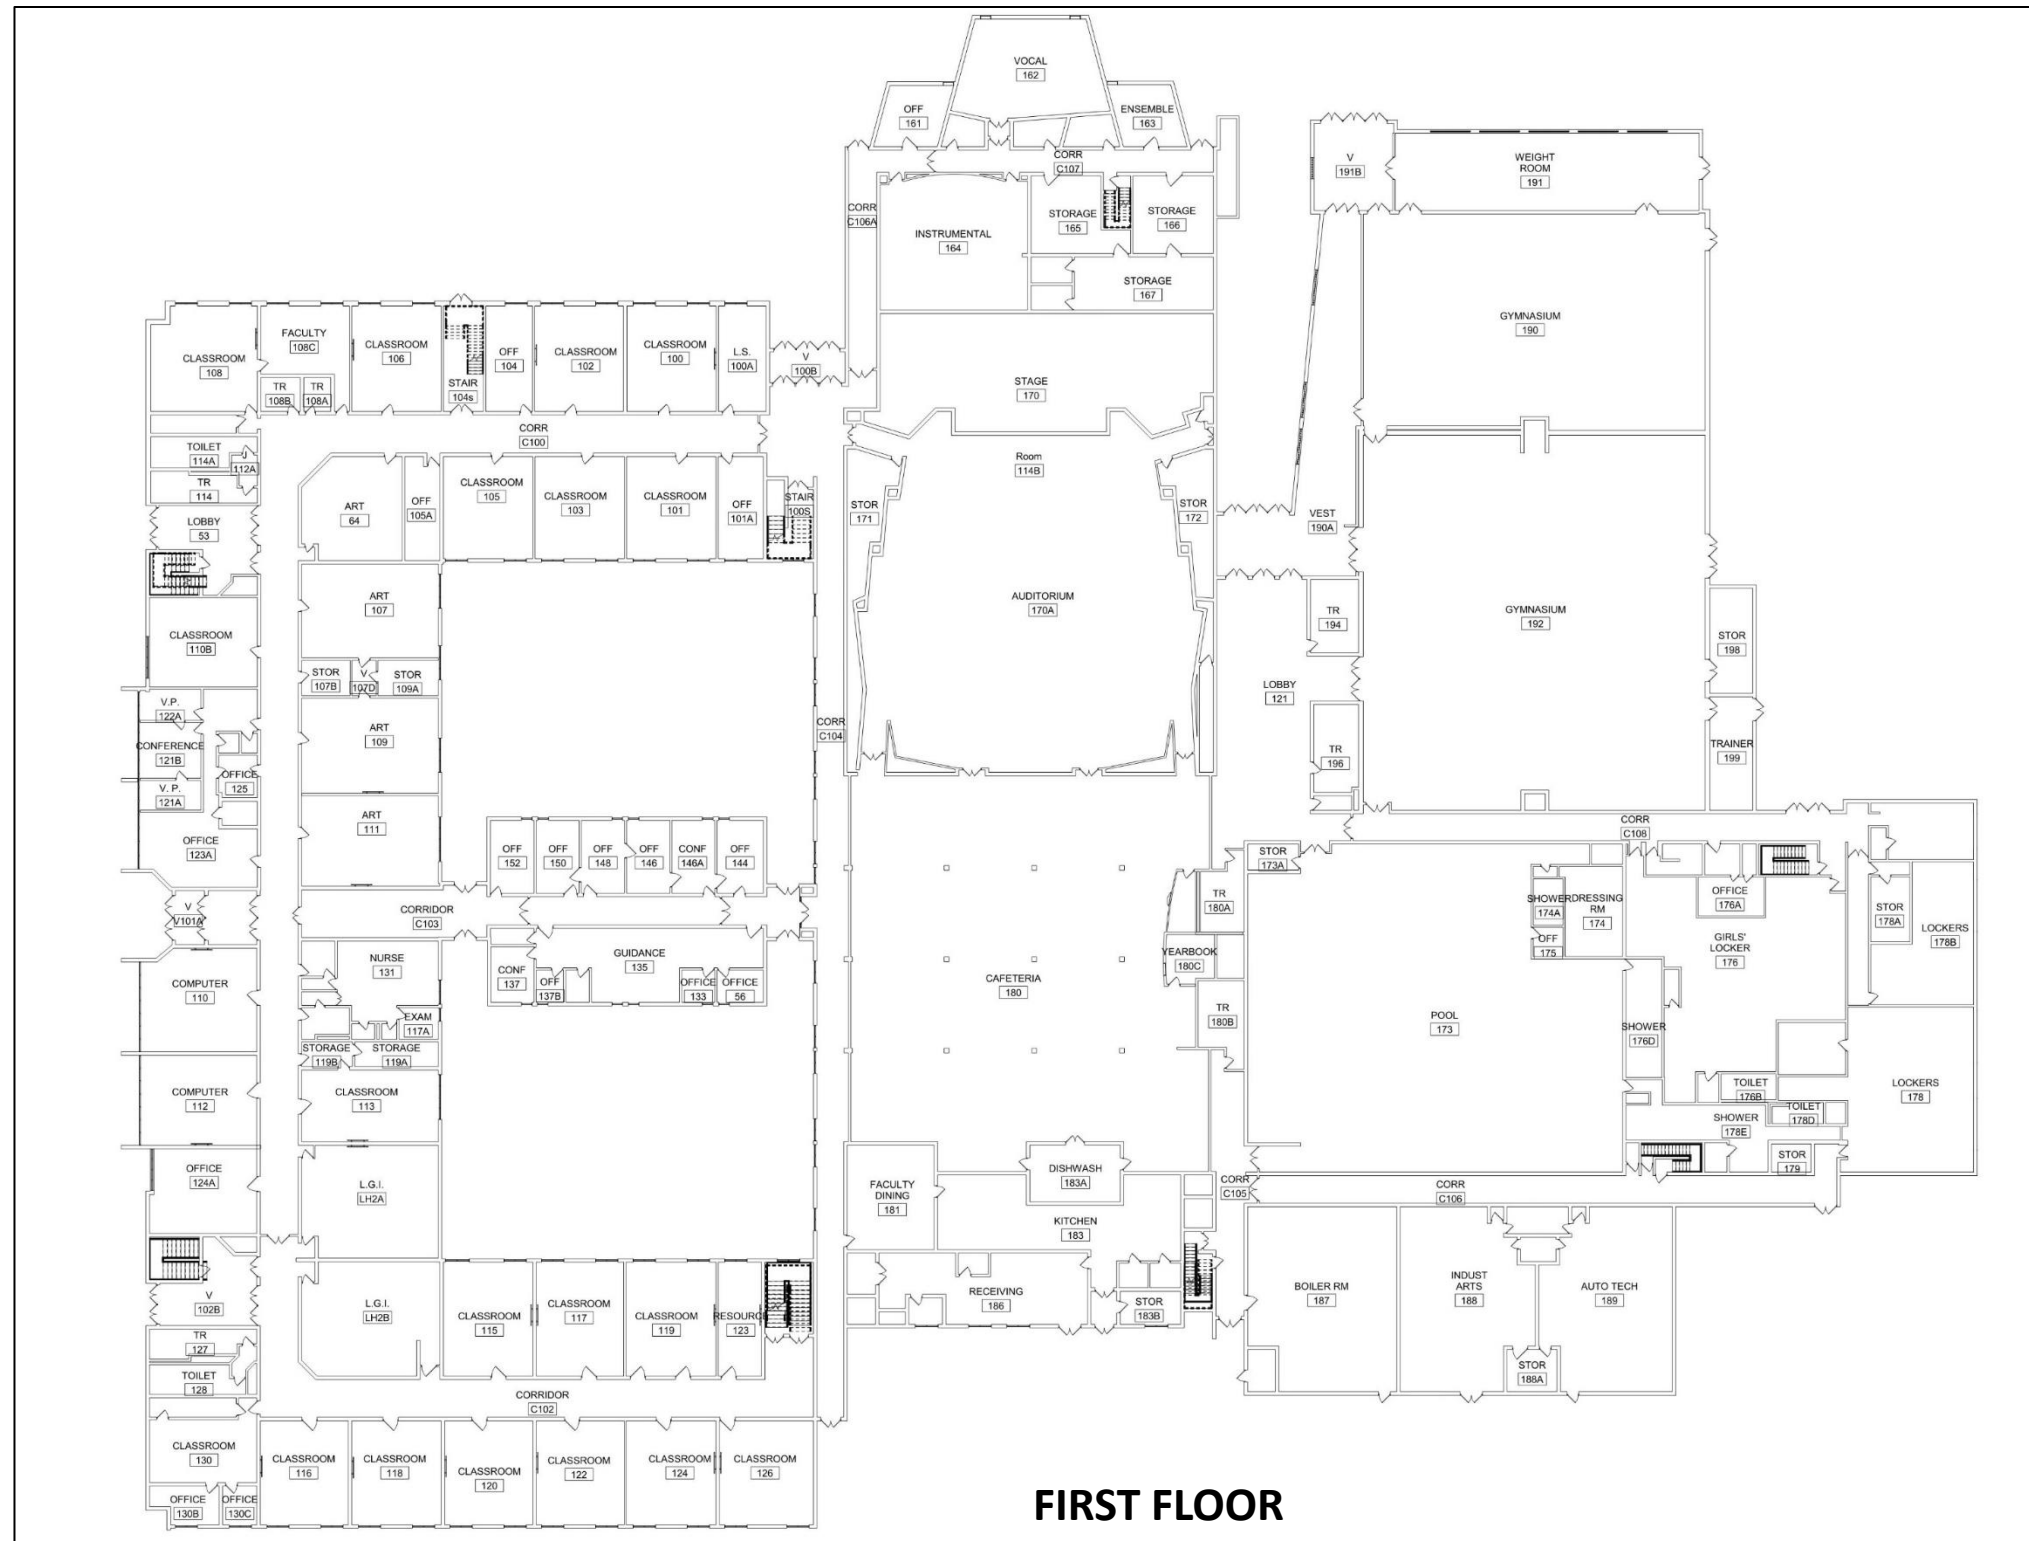 VOCAL
162
OFF
161
ENSEMBLE
163
CORR
C107
V
191B
WEIGHT
ROOM
191
CORR
C106A
STORAGE
165
STORAGE
166
INSTRUMENTAL
164
STORAGE
167
GYMNASIUM
190
CLASSROOM
108
FACULTY
108C
CLASSROOM
106
OFF
104
CLASSROOM
102
CLASSROOM
100
L.S.
100A
V
100B
TR
108B
TR
108A
STAIR
104s
STAGE
170
CORR
C100
TOILET
114A
J
112A
TR
114
Room
114B
LOBBY
53
ART
64
OFF
105A
CLASSROOM
105
CLASSROOM
103
CLASSROOM
101
OFF
101A
STAIR
100S
STOR
171
STOR
172
VEST
190A
ART
107
AUDITORIUM
170A
TR
194
GYMNASIUM
192
CLASSROOM
110B
STOR
198
STOR
107B
V
107D
STOR
109A
LOBBY
121
V.P.
122A
CONFERENCE
121B
V. P.
121A
OFFICE
125
ART
109
CORR
C104
TR
196
TRAINER
199
ART
111
OFFICE
123A
OFF
152
OFF
150
OFF
148
OFF
146
CONF
146A
OFF
144
CORR
C108
STOR
173A
V
V101A
CORRIDOR
C103
TR
180A
SHOWER
174A
DRESSING
RM
174
OFFICE
176A
STOR
178A
LOCKERS
178B
OFF
175
GIRLS'
LOCKER
176
NURSE
131
CONF
137
GUIDANCE
135
OFF
137B
OFFICE
133
OFFICE
56
YEARBOOK
180C
CAFETERIA
180
COMPUTER
110
EXAM
117A
TR
180B
POOL
173
SHOWER
176D
STORAGE
119B
STORAGE
119A
COMPUTER
112
CLASSROOM
113
TOILET
176B
LOCKERS
178
TOILET
178D
SHOWER
178E
OFFICE
124A
L.G.I.
LH2A
DISHWASH
183A
STOR
179
FACULTY
DINING
181
CORR
C105
CORR
C106
KITCHEN
183
V
102B
L.G.I.
LH2B
CLASSROOM
115
CLASSROOM
117
CLASSROOM
119
RESOURCE
123
RECEIVING
186
STOR
183B
BOILER RM
187
INDUST
ARTS
188
AUTO TECH
189
TR
127
TOILET
128
STOR
188A
CORRIDOR
C102
CLASSROOM
130
CLASSROOM
116
CLASSROOM
118
CLASSROOM
120
CLASSROOM
122
CLASSROOM
124
CLASSROOM
126
OFFICE
130B
OFFICE
130C
FIRST FLOOR